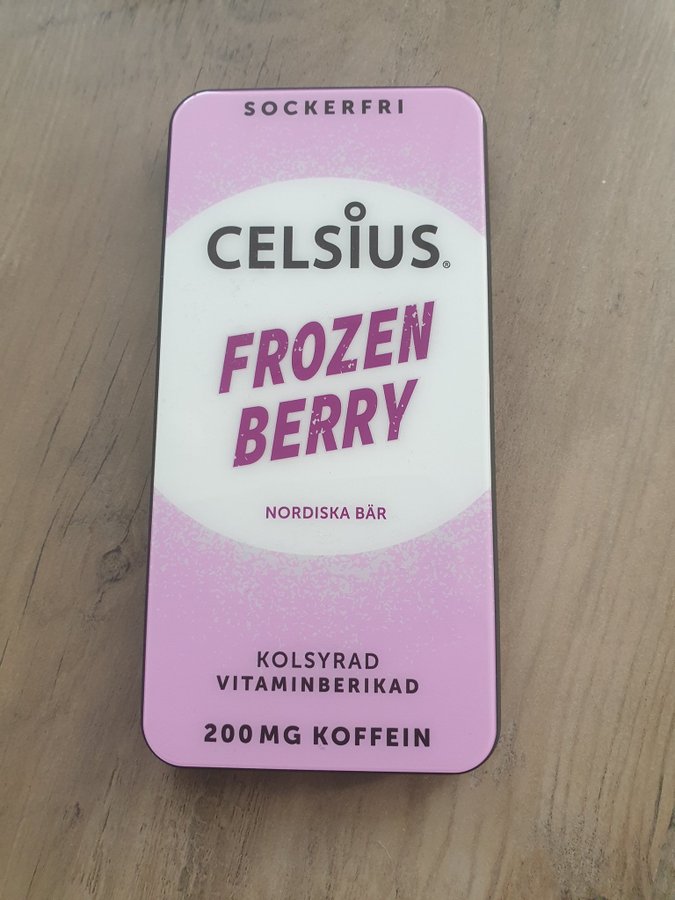 SOCKERFRI
CELSIUS®
FROZEN
BERRY
NORDISKA BÄR
KOLSYRAD
VITAMINBERIKAD
200 MG KOFFEIN